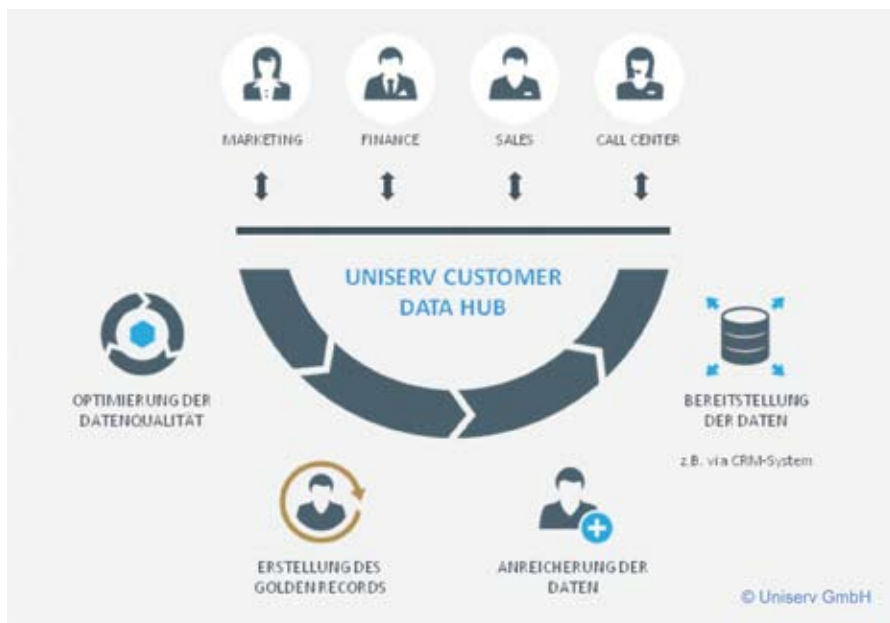 MARKETING
FINANCE
SALES
CALL CENTER
UNISERV CUSTOMER
DATA HUB
OPTIMIERUNG DER
DATENQUALITÄT
BEREITSTELLUNG
DER DATEN
z.B. via CRM-System
ERSTELLUNG DES
GOLDEN RECORDS
ANREICHERUNG DER
DATEN
© Uniserv GmbH